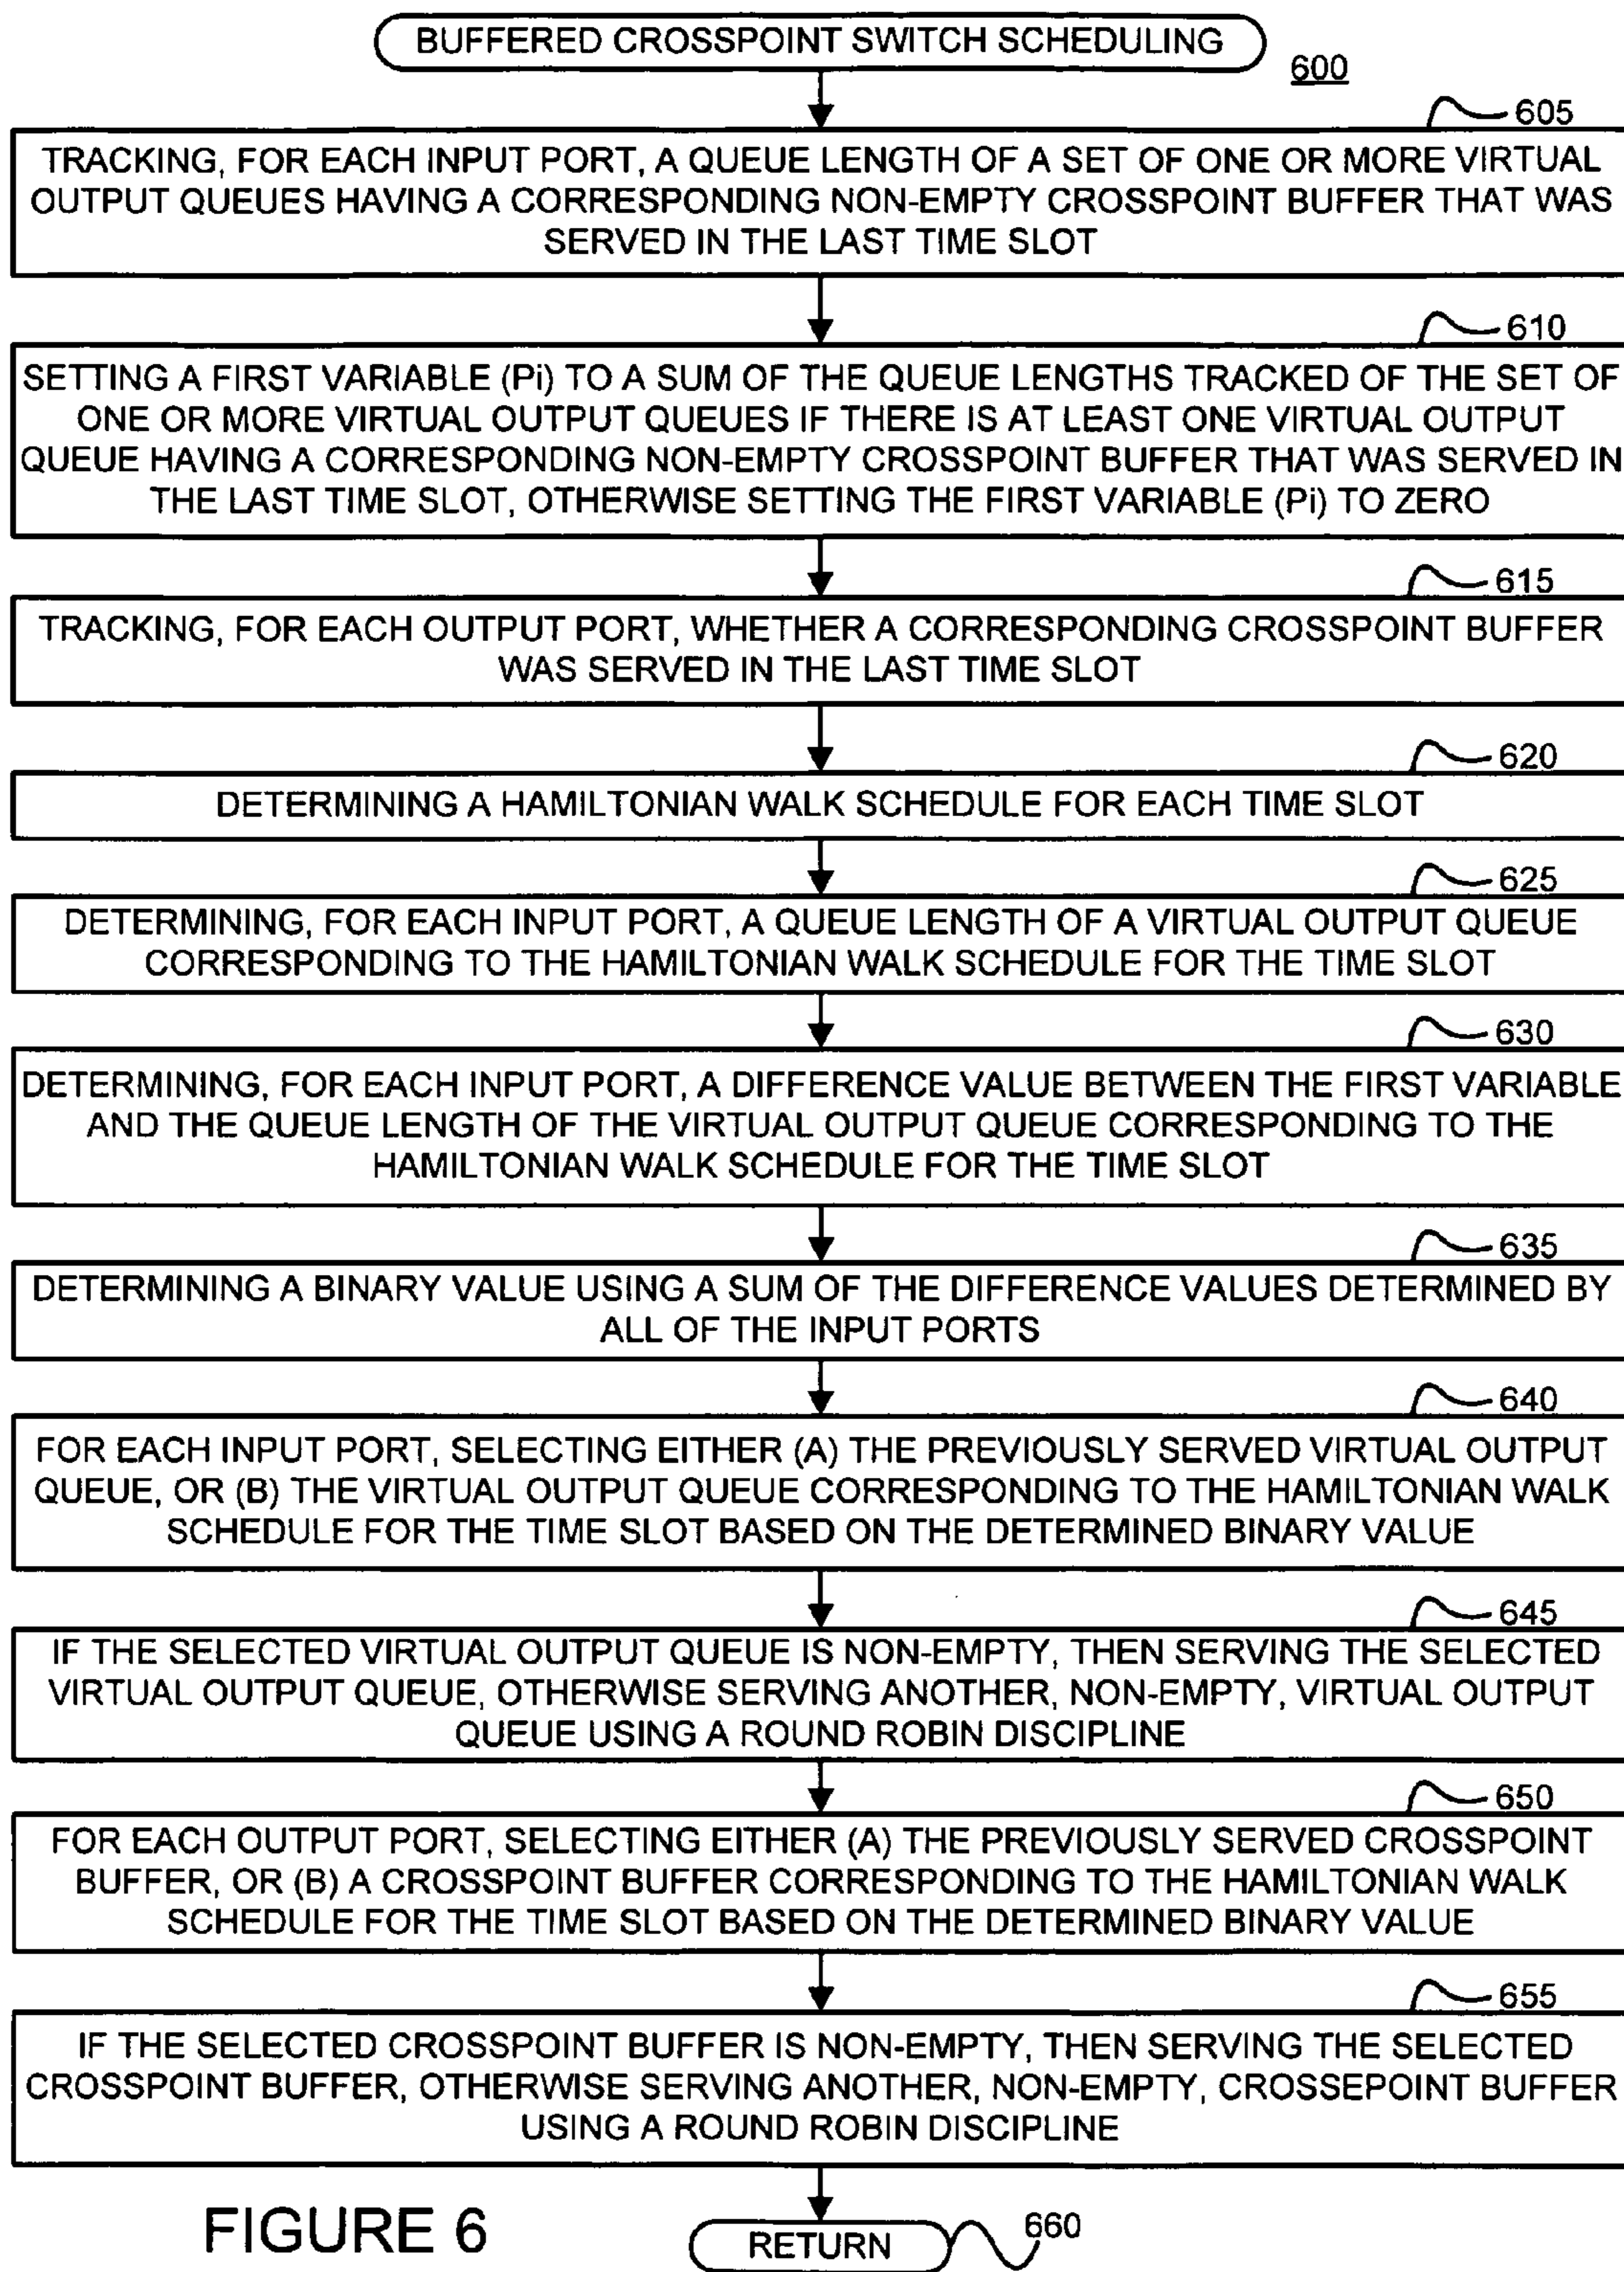 BUFFERED CROSSPOINT SWITCH SCHEDULING
600
605
TRACKING, FOR EACH INPUT PORT, A QUEUE LENGTH OF A SET OF ONE OR MORE VIRTUAL
OUTPUT QUEUES HAVING A CORRESPONDING NON-EMPTY CROSSPOINT BUFFER THAT WAS
SERVED IN THE LAST TIME SLOT
610
SETTING A FIRST VARIABLE (Pi) TO A SUM OF THE QUEUE LENGTHS TRACKED OF THE SET OF
ONE OR MORE VIRTUAL OUTPUT QUEUES IF THERE IS AT LEAST ONE VIRTUAL OUTPUT
QUEUE HAVING A CORRESPONDING NON-EMPTY CROSSPOINT BUFFER THAT WAS SERVED IN
THE LAST TIME SLOT, OTHERWISE SETTING THE FIRST VARIABLE (Pi) TO ZERO
615
TRACKING, FOR EACH OUTPUT PORT, WHETHER A CORRESPONDING CROSSPOINT BUFFER
WAS SERVED IN THE LAST TIME SLOT
620
DETERMINING A HAMILTONIAN WALK SCHEDULE FOR EACH TIME SLOT
625
DETERMINING, FOR EACH INPUT PORT, A QUEUE LENGTH OF A VIRTUAL OUTPUT QUEUE
CORRESPONDING TO THE HAMILTONIAN WALK SCHEDULE FOR THE TIME SLOT
630
DETERMINING, FOR EACH INPUT PORT, A DIFFERENCE VALUE BETWEEN THE FIRST VARIABLE
AND THE QUEUE LENGTH OF THE VIRTUAL OUTPUT QUEUE CORRESPONDING TO THE
HAMILTONIAN WALK SCHEDULE FOR THE TIME SLOT
635
DETERMINING A BINARY VALUE USING A SUM OF THE DIFFERENCE VALUES DETERMINED BY
ALL OF THE INPUT PORTS
640
FOR EACH INPUT PORT, SELECTING EITHER (A) THE PREVIOUSLY SERVED VIRTUAL OUTPUT
QUEUE, OR (B) THE VIRTUAL OUTPUT QUEUE CORRESPONDING TO THE HAMILTONIAN WALK
SCHEDULE FOR THE TIME SLOT BASED ON THE DETERMINED BINARY VALUE
645
IF THE SELECTED VIRTUAL OUTPUT QUEUE IS NON-EMPTY, THEN SERVING THE SELECTED
VIRTUAL OUTPUT QUEUE, OTHERWISE SERVING ANOTHER, NON-EMPTY, VIRTUAL OUTPUT
QUEUE USING A ROUND ROBIN DISCIPLINE
650
FOR EACH OUTPUT PORT, SELECTING EITHER (A) THE PREVIOUSLY SERVED CROSSPOINT
BUFFER, OR (B) A CROSSPOINT BUFFER CORRESPONDING TO THE HAMILTONIAN WALK
SCHEDULE FOR THE TIME SLOT BASED ON THE DETERMINED BINARY VALUE
655
IF THE SELECTED CROSSPOINT BUFFER IS NON-EMPTY, THEN SERVING THE SELECTED
CROSSPOINT BUFFER, OTHERWISE SERVING ANOTHER, NON-EMPTY, CROSSEPOINT BUFFER
USING A ROUND ROBIN DISCIPLINE
FIGURE 6
RETURN
660